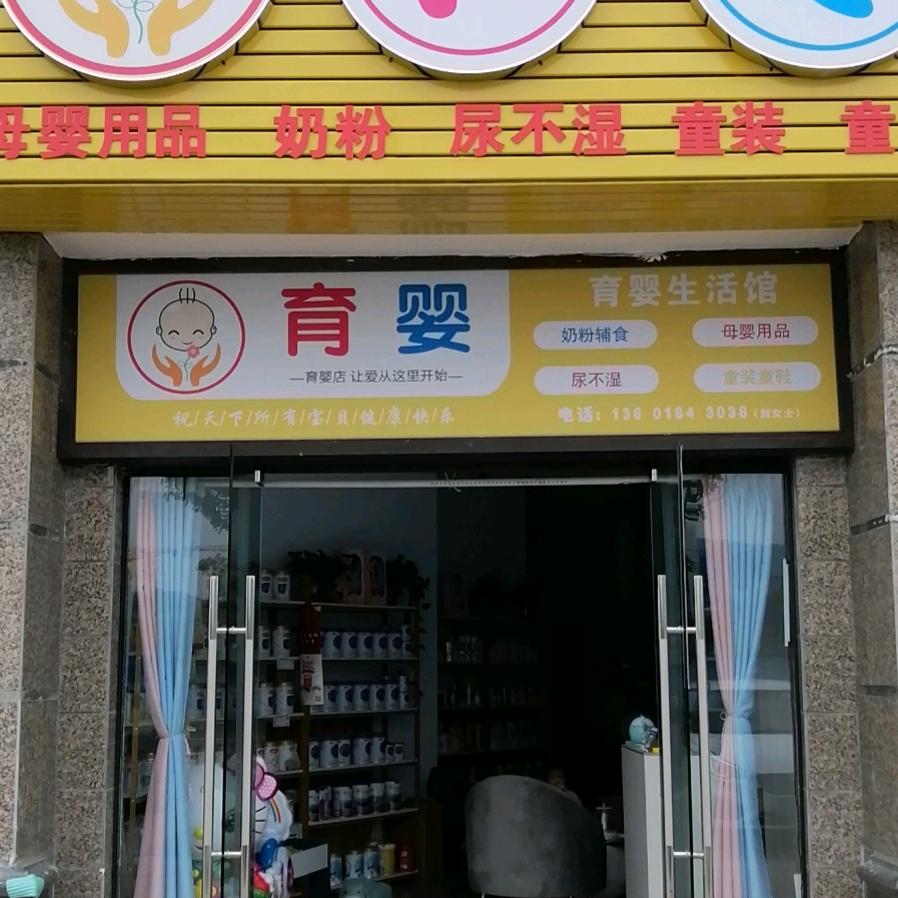 母婴用品 奶粉 尿不湿 童装 童
育婴
—育婴店 让爱从这里开始—
祝/天/下/所/有/宝/贝/健/康/快/乐
育婴生活馆
奶粉辅食 母婴用品
尿不湿 童装童鞋
电话: 136 0184 3038(刘女士)